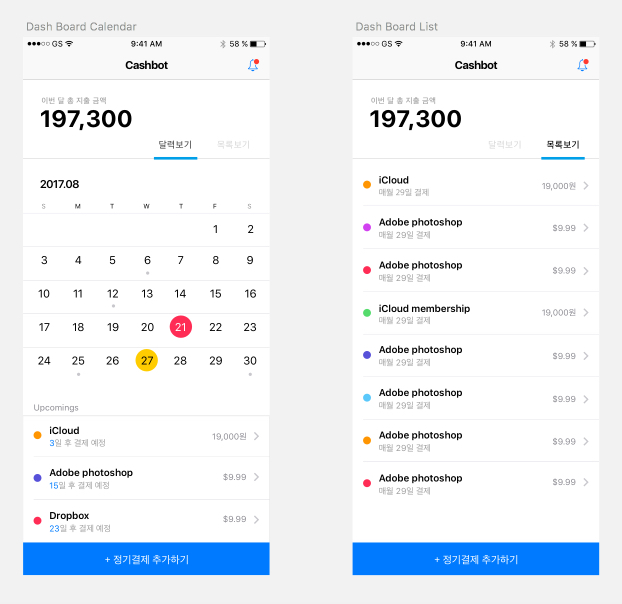 Dash Board Calendar
GS 9:41 AM 58 %
Cashbot
이번 달 총 지출 금액
197,300
달력보기 목록보기
2017.08
S M T W T F S
1 2
3 4 5 6 7 8 9
10 11 12 13 14 15 16
17 18 19 20 21 22 23
24 25 26 27 28 29 30
Upcomings
iCloud
3일 후 결제 예정
19,000원
Adobe photoshop
15일 후 결제 예정
$9.99
Dropbox
23일 후 결제 예정
$9.99
+ 정기결제 추가하기
Dash Board List
GS 9:41 AM 58 %
Cashbot
이번 달 총 지출 금액
197,300
달력보기 목록보기
iCloud
매월 29일 결제
19,000원
Adobe photoshop
매월 29일 결제
$9.99
Adobe photoshop
매월 29일 결제
$9.99
iCloud membership
매월 29일 결제
19,000원
Adobe photoshop
매월 29일 결제
$9.99
Adobe photoshop
매월 29일 결제
$9.99
Adobe photoshop
매월 29일 결제
$9.99
Adobe photoshop
매월 29일 결제
$9.99
+ 정기결제 추가하기